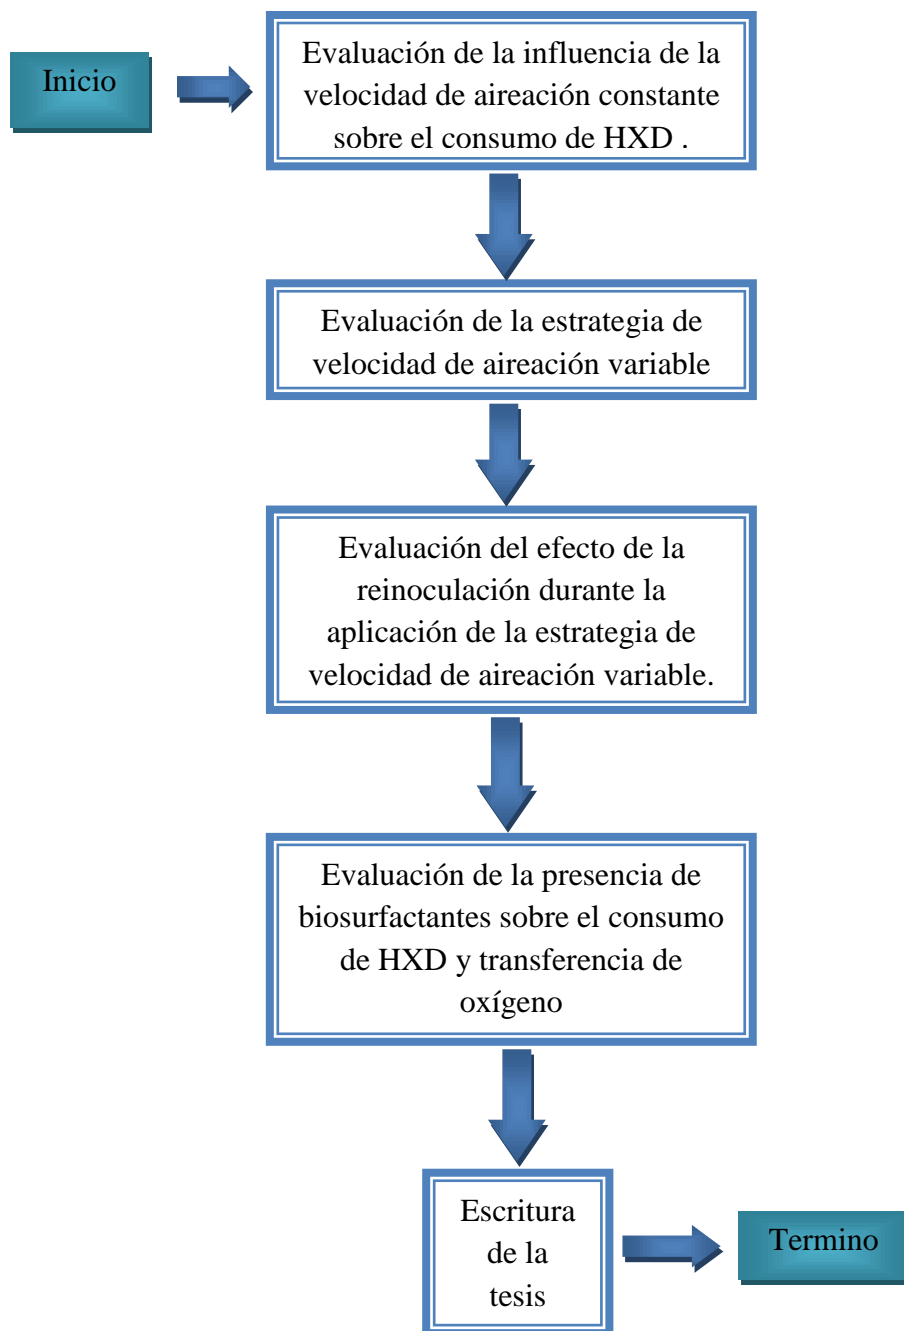 Inicio
Evaluación de la influencia de la
velocidad de aireación constante
sobre el consumo de HXD .
Evaluación de la estrategia de
velocidad de aireación variable
Evaluación del efecto de la
reinoculación durante la
aplicación de la estrategia de
velocidad de aireación variable.
Evaluación de la presencia de
biosurfactantes sobre el consumo
de HXD y transferencia de
oxígeno
Escritura
de la
tesis
Termino